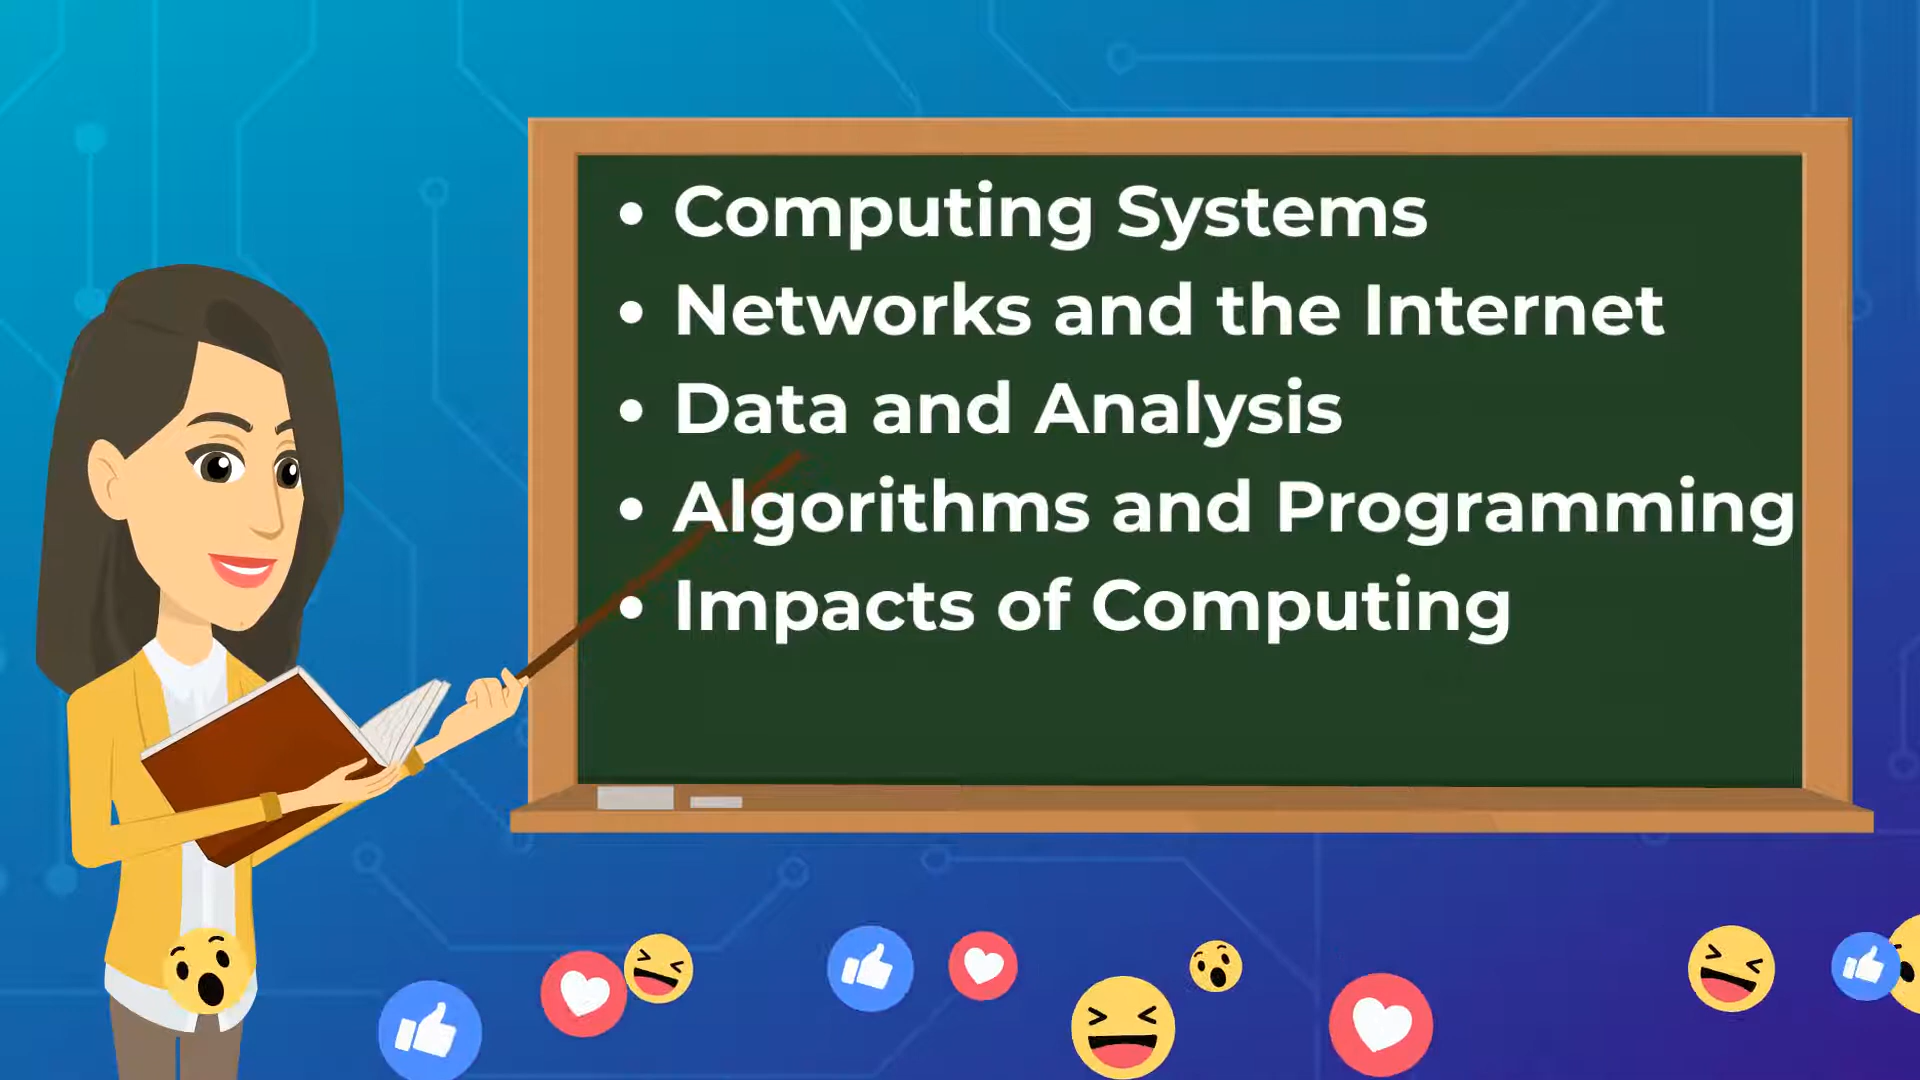 • Computing Systems
• Networks and the Internet
• Data and Analysis
• Algorithms and Programming
• Impacts of Computing